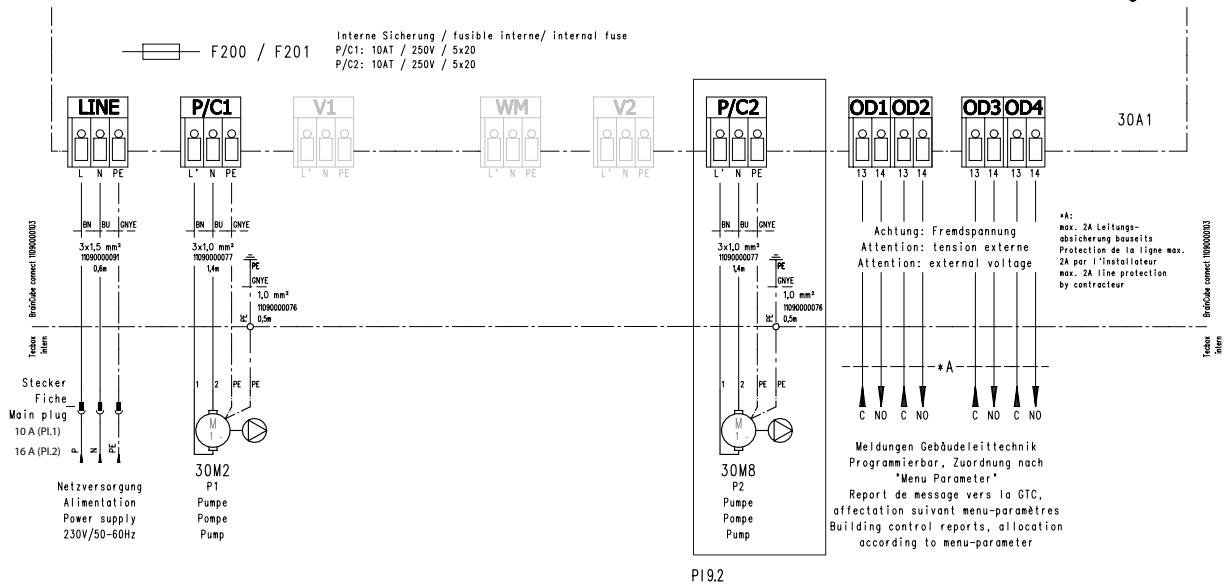 F200 / F201
Interne Sicherung / fusible interne/ internal fuse
P/C1: 10AT / 250V / 5x20
P/C2: 10AT / 250V / 5x20
30A1
LINE
P/C1
V1
WM
V2
P/C2
OD1 OD2
OD3 OD4
L N PE
L' N PE
L' N PE
L' N PE
L' N PE
L' N PE
13 14 13 14
13 14 13 14
BN BU GNYE
3x1,5 mm²
11090000091
0,6m
BN BU GNYE
3x1,0 mm²
11090000077
1,4m
PE
GNYE
1,0 mm²
11090000076
0,5m
PE
BN BU GNYE
3x1,0 mm²
11090000077
1,4m
PE
GNYE
1,0 mm²
11090000076
0,5m
PE
Achtung: Fremdspannung
Attention: tension externe
Attention: external voltage
*A:
max. 2A Leitungs-
absicherung bauseits
Protection de la ligne max.
2A par l'installateur
max. 2A line protection
by contracteur
BrainCube connect 11090000103
Tecbox
intern
BrainCube connect 11090000103
Tecbox
intern
Stecker
Fiche
Main plug
10 A (PI.1)
16 A (PI.2)
P N PE
Netzversorgung
Alimentation
Power supply
230V/50-60Hz
1 2 PE PE
M
1 ~
30M2
P1
Pumpe
Pompe
Pump
1 2 PE PE
M
1 ~
30M8
P2
Pumpe
Pompe
Pump
PI 9.2
*A
C NO C NO
C NO C NO
Meldungen Gebäudeleittechnik
Programmierbar, Zuordnung nach
"Menu Parameter"
Report de message vers la GTC,
affectation suivant menu-paramètres
Building control reports, allocation
according to menu-parameter